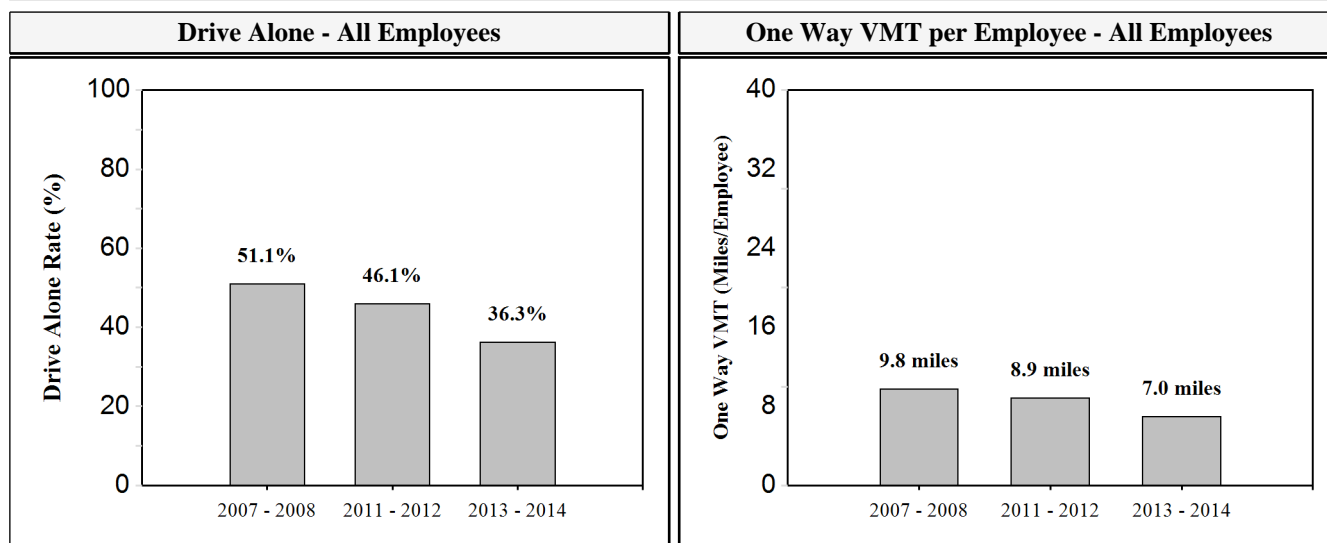 Drive Alone - All Employees
Drive Alone Rate (%)
100
80
60
40
20
0
51.1%
46.1%
36.3%
2007 - 2008
2011 - 2012
2013 - 2014
One Way VMT per Employee - All Employees
One Way VMT (Miles/Employee)
40
32
24
16
8
0
9.8 miles
8.9 miles
7.0 miles
2007 - 2008
2011 - 2012
2013 - 2014